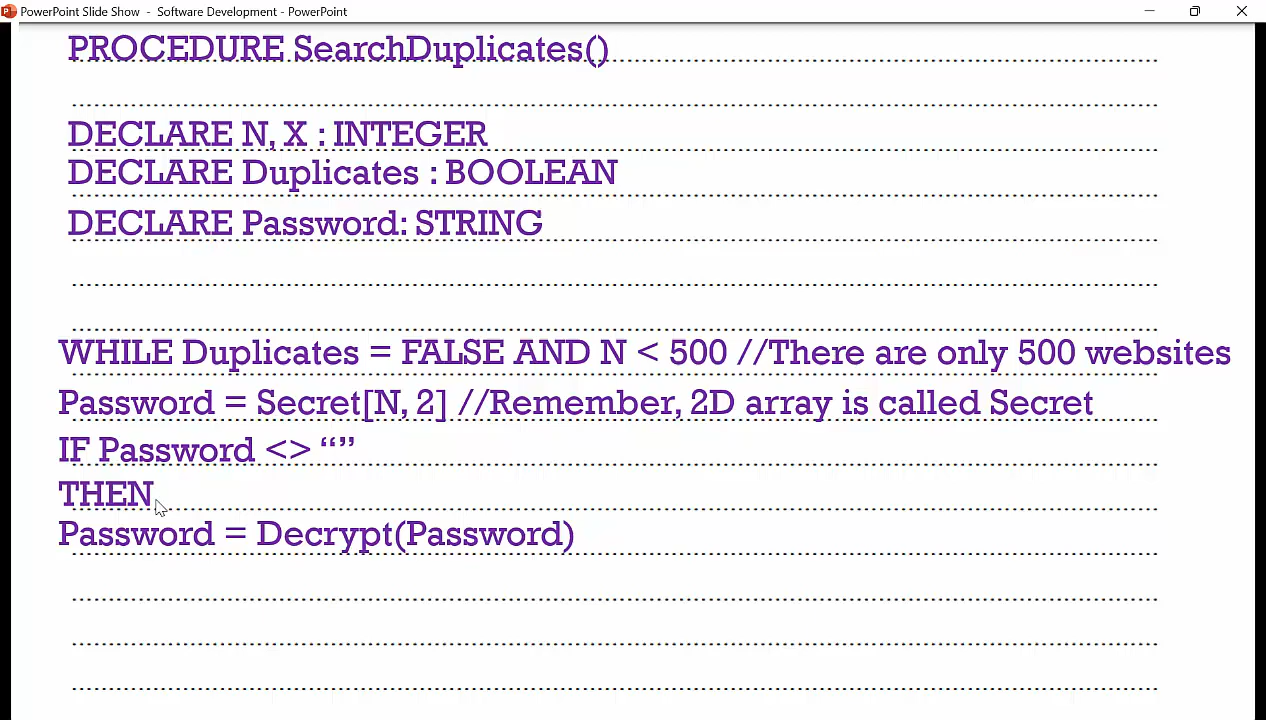 PowerPoint Slide Show - Software Development - PowerPoint
PROCEDURE SearchDuplicates()
DECLARE N, X : INTEGER
DECLARE Duplicates : BOOLEAN
DECLARE Password: STRING
WHILE Duplicates = FALSE AND N < 500 //There are only 500 websites
Password = Secret[N, 2] //Remember, 2D array is called Secret
IF Password <> “”
THEN
Password = Decrypt(Password)